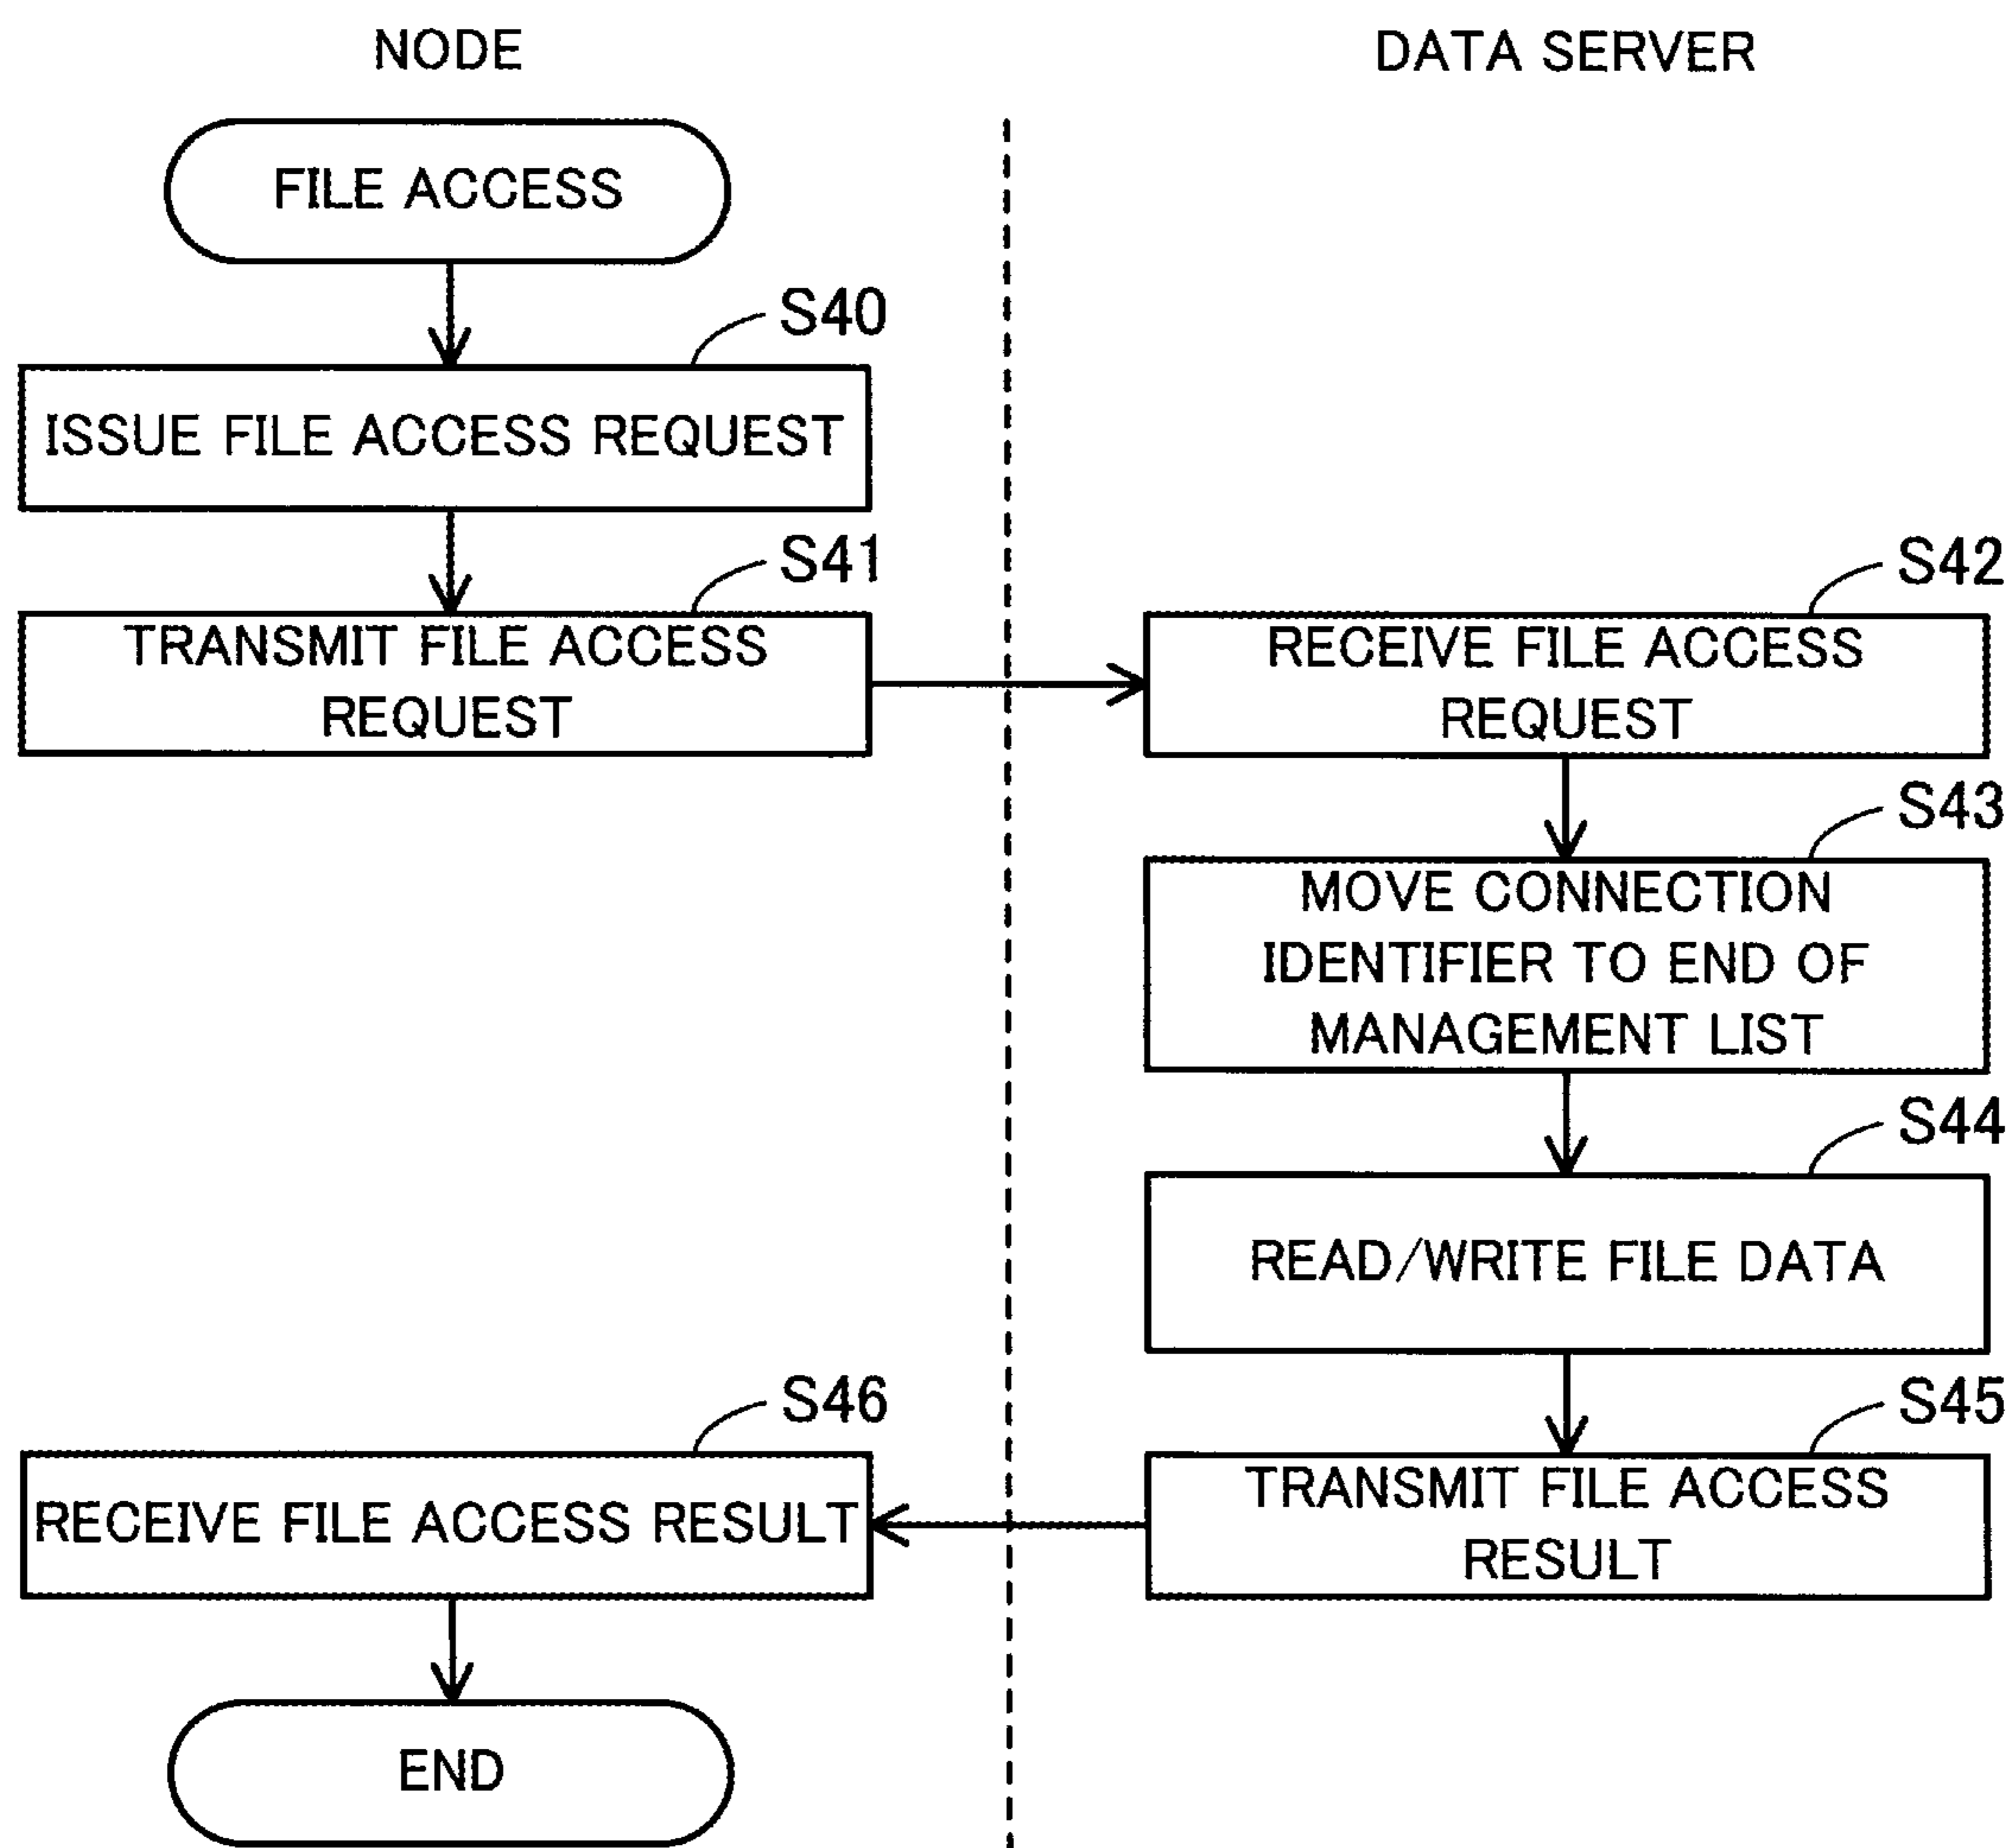 NODE
DATA SERVER
FILE ACCESS
S40
ISSUE FILE ACCESS REQUEST
S41
TRANSMIT FILE ACCESS
REQUEST
S42
RECEIVE FILE ACCESS
REQUEST
S43
MOVE CONNECTION
IDENTIFIER TO END OF
MANAGEMENT LIST
S44
READ/WRITE FILE DATA
S45
TRANSMIT FILE ACCESS
RESULT
S46
RECEIVE FILE ACCESS RESULT
END